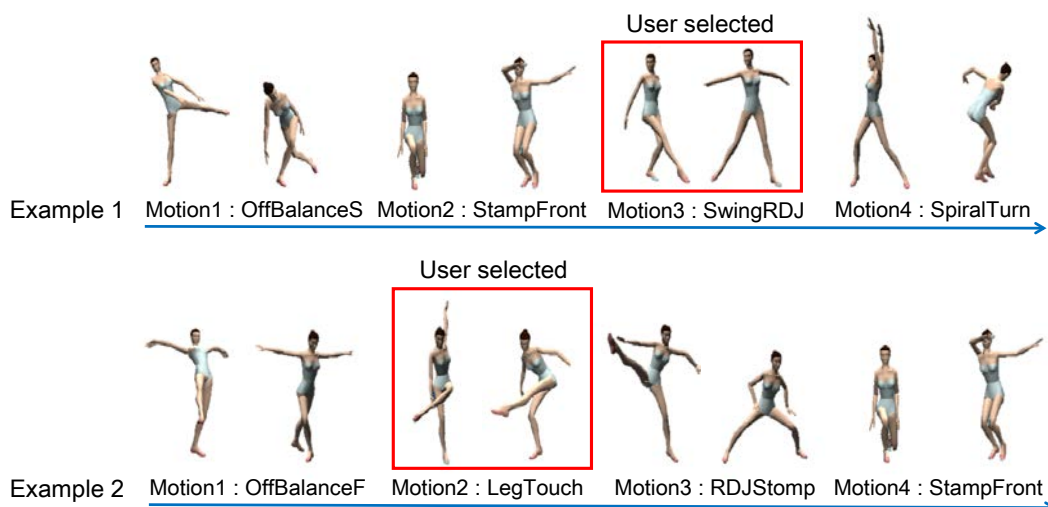 User selected
Example 1 Motion1 : OffBalanceS Motion2 : StampFront Motion3 : SwingRDJ Motion4 : SpiralTurn
User selected
Example 2 Motion1 : OffBalanceF Motion2 : LegTouch Motion3 : RDJStomp Motion4 : StampFront